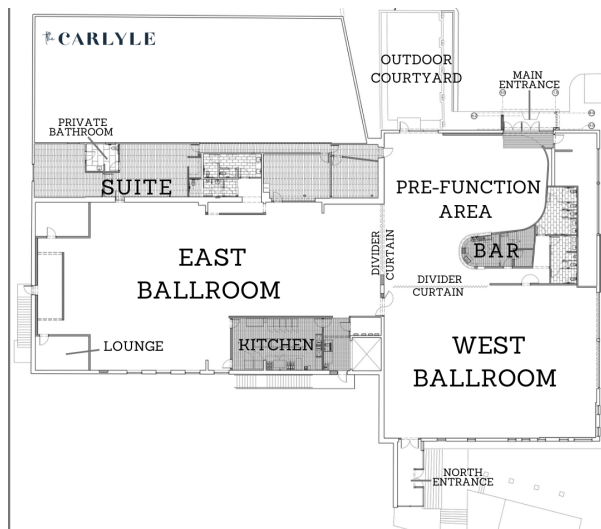 the CARLYLE
OUTDOOR
COURTYARD
MAIN
ENTRANCE
PRIVATE
BATHROOM
SUITE
PRE-FUNCTION
AREA
BAR
EAST
BALLROOM
DIVIDER
CURTAIN
DIVIDER
CURTAIN
LOUNGE
KITCHEN
WEST
BALLROOM
NORTH
ENTRANCE